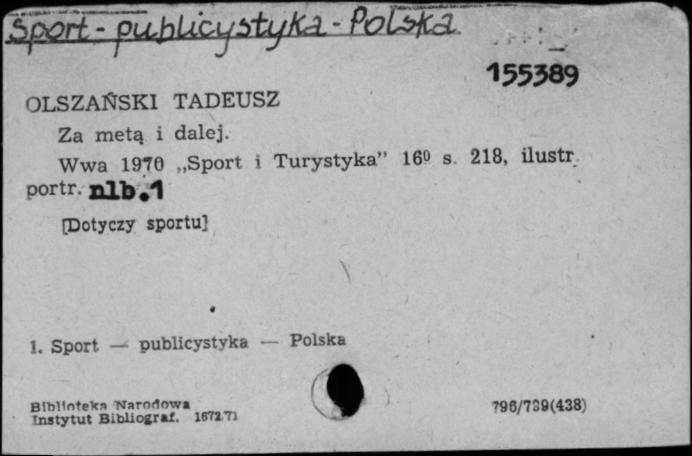 Sport - publicystyka - Polska
155389
OLSZAŃSKI TADEUSZ
Za metą i dalej.
Wwa 1970 „Sport i Turystyka” 16⁰ s. 218, ilustr.
portr. nlb. 1
[Dotyczy sportu]
1. Sport — publicystyka — Polska
Biblioteka Narodowa
Instytut Bibliograf. 1672/71
796/799(438)